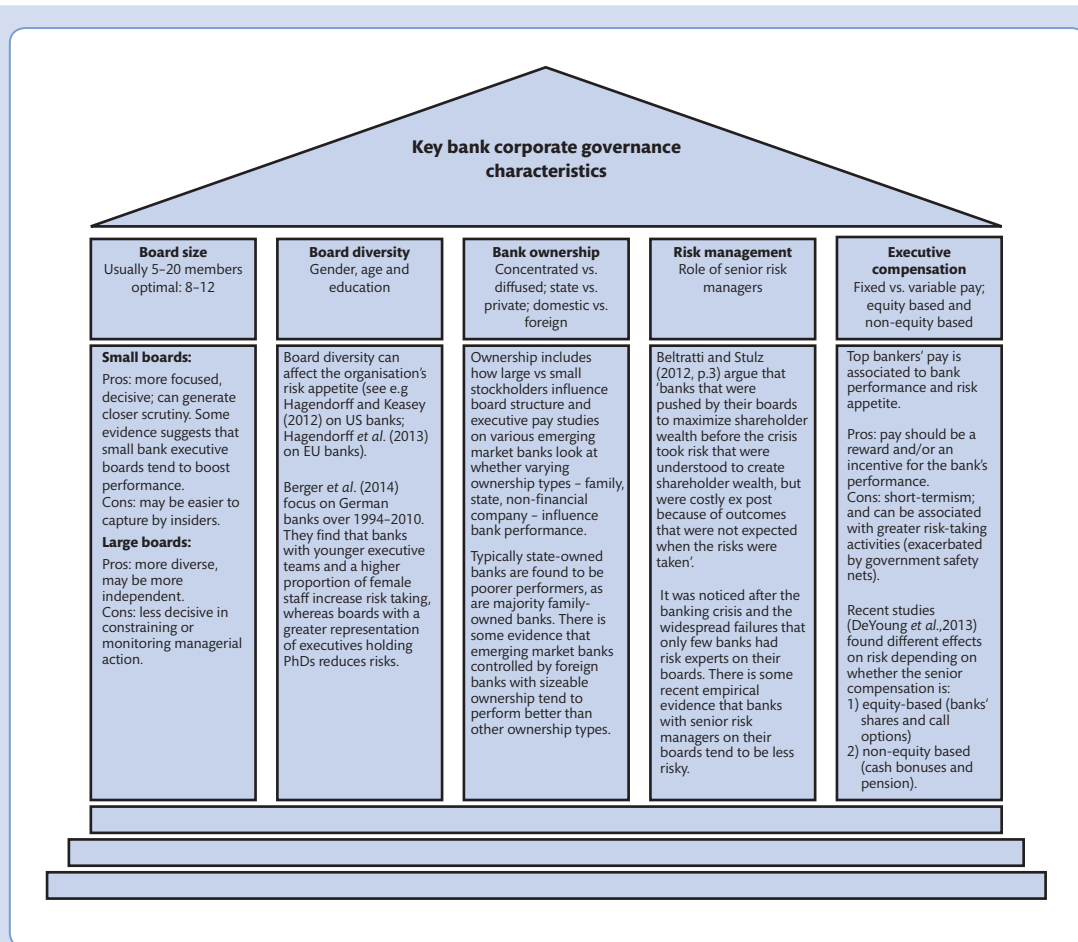 Key bank corporate governance
characteristics
Board size
Usually 5–20 members
optimal: 8–12
Small boards:
Pros: more focused,
decisive; can generate
closer scrutiny. Some
evidence suggests that
small bank executive
boards tend to boost
performance.
Cons: may be easier to
capture by insiders.
Large boards:
Pros: more diverse,
may be more
independent.
Cons: less decisive in
constraining or
monitoring managerial
action.
Board diversity
Gender, age and
education
Board diversity can
affect the organisation’s
risk appetite (see e.g
Hagendorff and Keasey
(2012) on US banks;
Hagendorff et al. (2013)
on EU banks).
Berger et al. (2014)
focus on German
banks over 1994–2010.
They find that banks
with younger executive
teams and a higher
proportion of female
staff increase risk taking,
whereas boards with a
greater representation
of executives holding
PhDs reduces risks.
Bank ownership
Concentrated vs.
diffused; state vs.
private; domestic vs.
foreign
Ownership includes
how large vs small
stockholders influence
board structure and
executive pay studies
on various emerging
market banks look at
whether varying
ownership types – family,
state, non-financial
company – influence
bank performance.
Typically state-owned
banks are found to be
poorer performers, as
are majority family-
owned banks. There is
some evidence that
emerging market banks
controlled by foreign
banks with sizeable
ownership tend to
perform better than
other ownership types.
Risk management
Role of senior risk
managers
Beltratti and Stulz
(2012, p.3) argue that
‘banks that were
pushed by their boards
to maximize shareholder
wealth before the crisis
took risk that were
understood to create
shareholder wealth, but
were costly ex post
because of outcomes
that were not expected
when the risks were
taken’.
It was noticed after the
banking crisis and the
widespread failures that
only few banks had
risk experts on their
boards. There is some
recent empirical
evidence that banks
with senior risk
managers on their
boards tend to be less
risky.
Executive
compensation
Fixed vs. variable pay;
equity based and
non-equity based
Top bankers’ pay is
associated to bank
performance and risk
appetite.
Pros: pay should be a
reward and/or an
incentive for the bank’s
performance.
Cons: short-termism;
and can be associated
with greater risk-taking
activities (exacerbated
by government safety
nets).
Recent studies
(DeYoung et al.,2013)
found different effects
on risk depending on
whether the senior
compensation is:
1) equity-based (banks’
shares and call
options)
2) non-equity based
(cash bonuses and
pension).